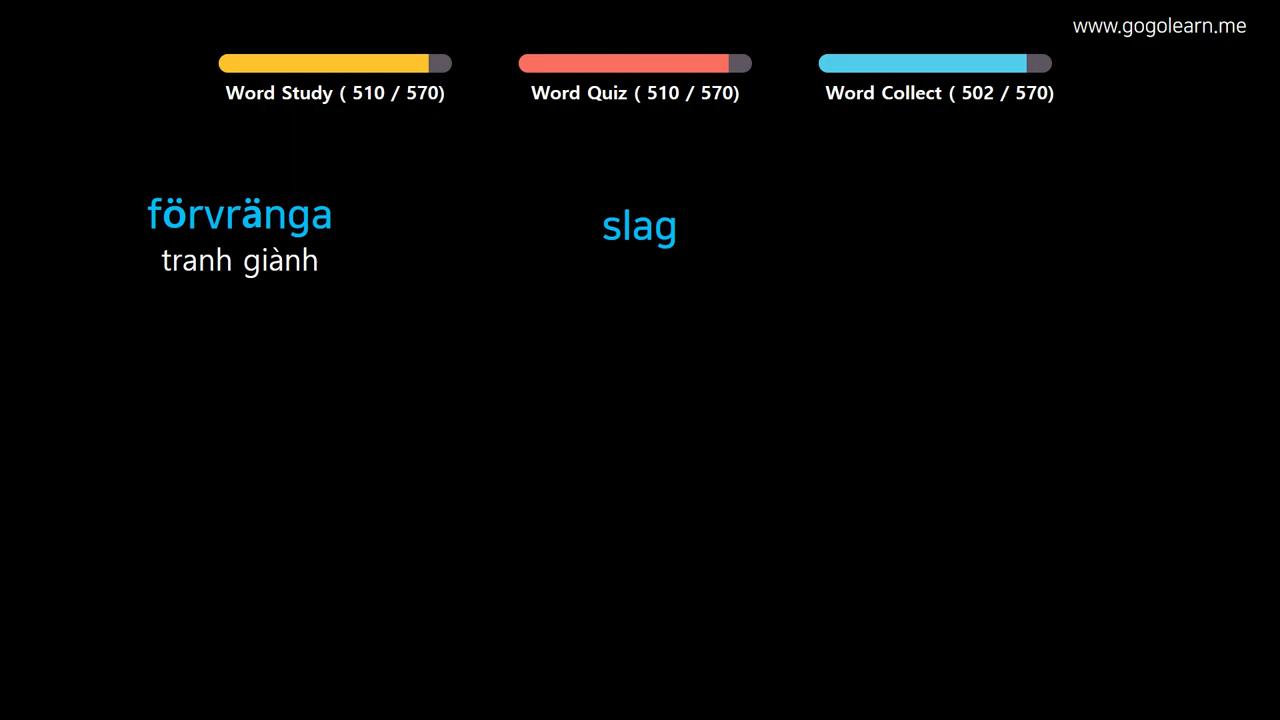 www.gogolearn.me
Word Study ( 510 / 570)
Word Quiz ( 510 / 570)
Word Collect ( 502 / 570)
förvränga
tranh giành
slag